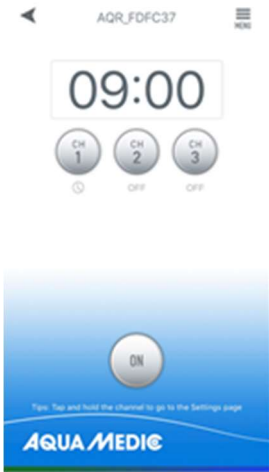 AQR_FDFC37
MENU
09:00
CH CH CH
1 2 3
OFF OFF
ON
Tips: Tap and hold the channel to go to the Settings page
AQUA MEDIC